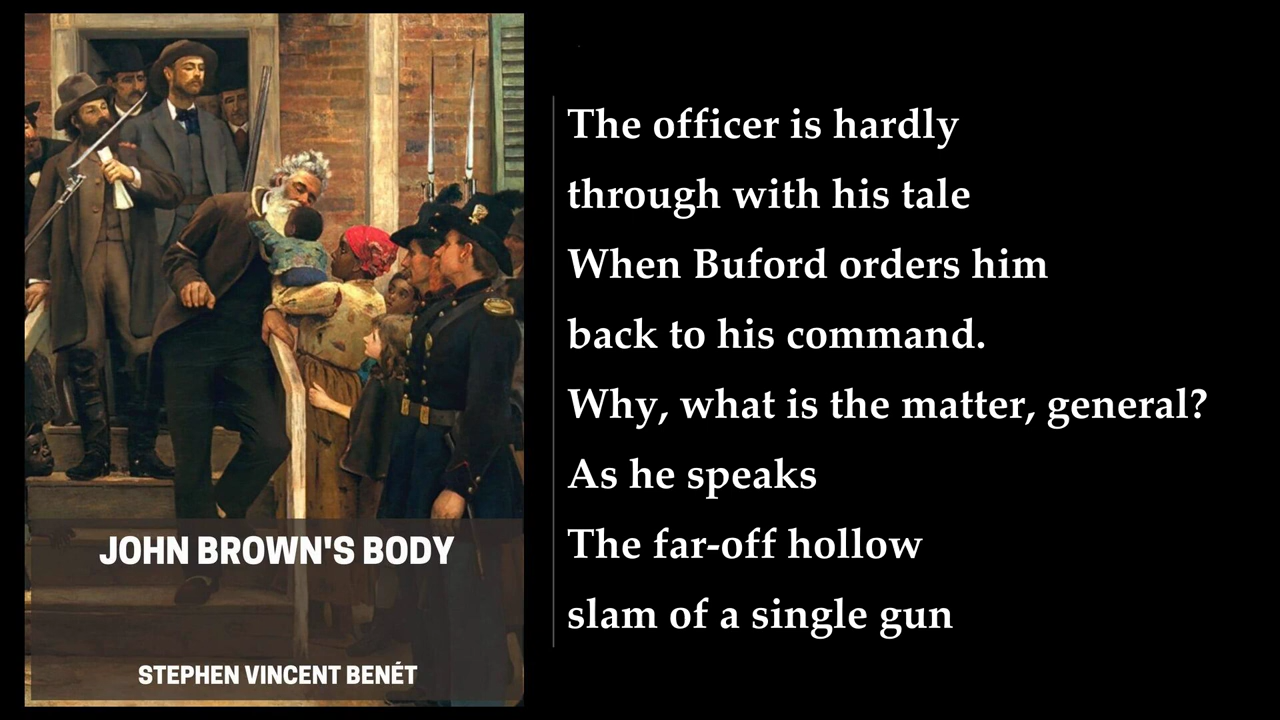 JOHN BROWN'S BODY
STEPHEN VINCENT BENÉT
The officer is hardly
through with his tale
When Buford orders him
back to his command.
Why, what is the matter, general?
As he speaks
The far-off hollow
slam of a single gun